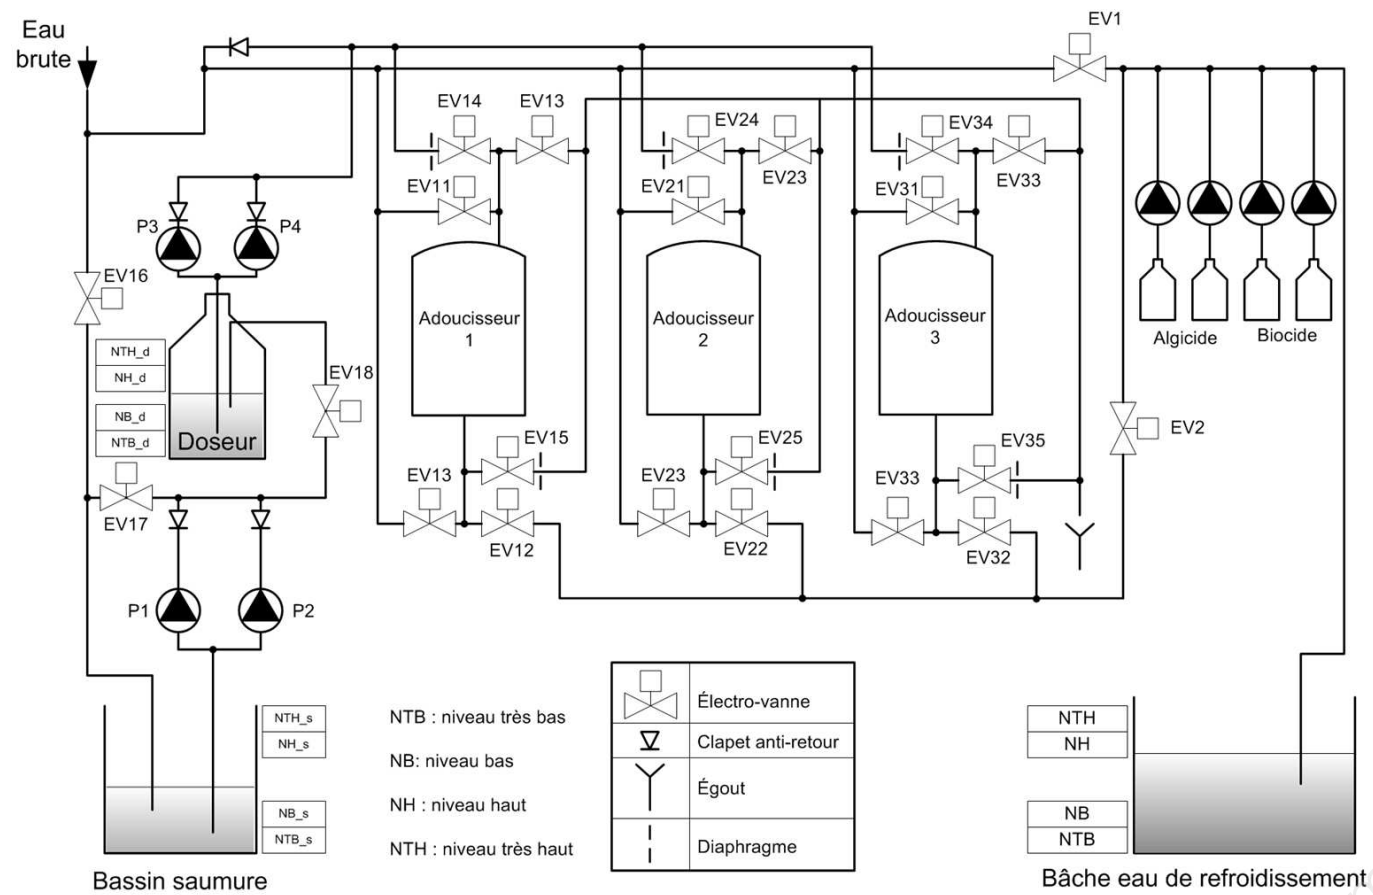 Eau
brute
EV1
EV14
EV13
EV24
EV23
EV34
EV33
EV11
EV21
EV31
P3
P4
EV16
Adoucisseur
1
Adoucisseur
2
Adoucisseur
3
Algicide
Biocide
NTH_d
NH_d
NB_d
NTB_d
Doseur
EV18
EV17
EV13
EV15
EV12
EV23
EV25
EV22
EV33
EV35
EV32
EV2
P1
P2
NTH_s
NH_s
NB_s
NTB_s
Bassin saumure
NTB : niveau très bas
NB: niveau bas
NH : niveau haut
NTH : niveau très haut
Électro-vanne
Clapet anti-retour
Égout
Diaphragme
NTH
NH
NB
NTB
Bâche eau de refroidissement